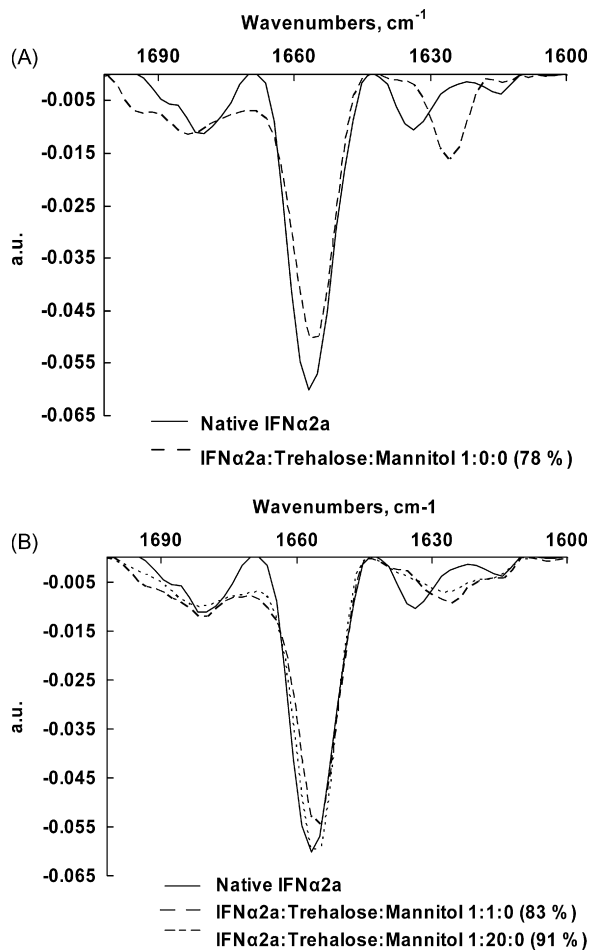 Wavenumbers, cm-1
(A)
1690 1660 1630 1600
-0.005
-0.015
-0.025
-0.035
-0.045
-0.055
-0.065
a.u.
Native IFNα2a
IFNα2a:Trehalose:Mannitol 1:0:0 (78 %)
Wavenumbers, cm-1
(B)
1690 1660 1630 1600
-0.005
-0.015
-0.025
-0.035
-0.045
-0.055
-0.065
a.u.
Native IFNα2a
IFNα2a:Trehalose:Mannitol 1:1:0 (83 %)
IFNα2a:Trehalose:Mannitol 1:20:0 (91 %)